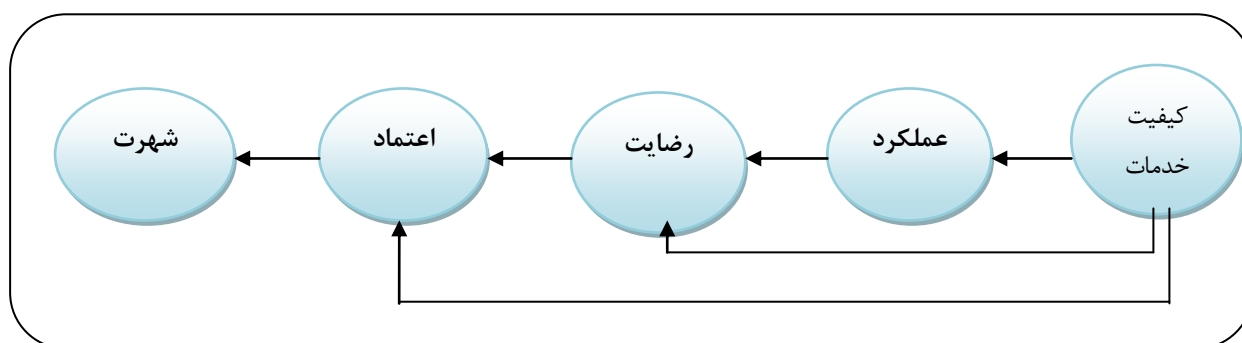 کیفیت
خدمات
عملکرد
رضایت
اعتماد
شهرت